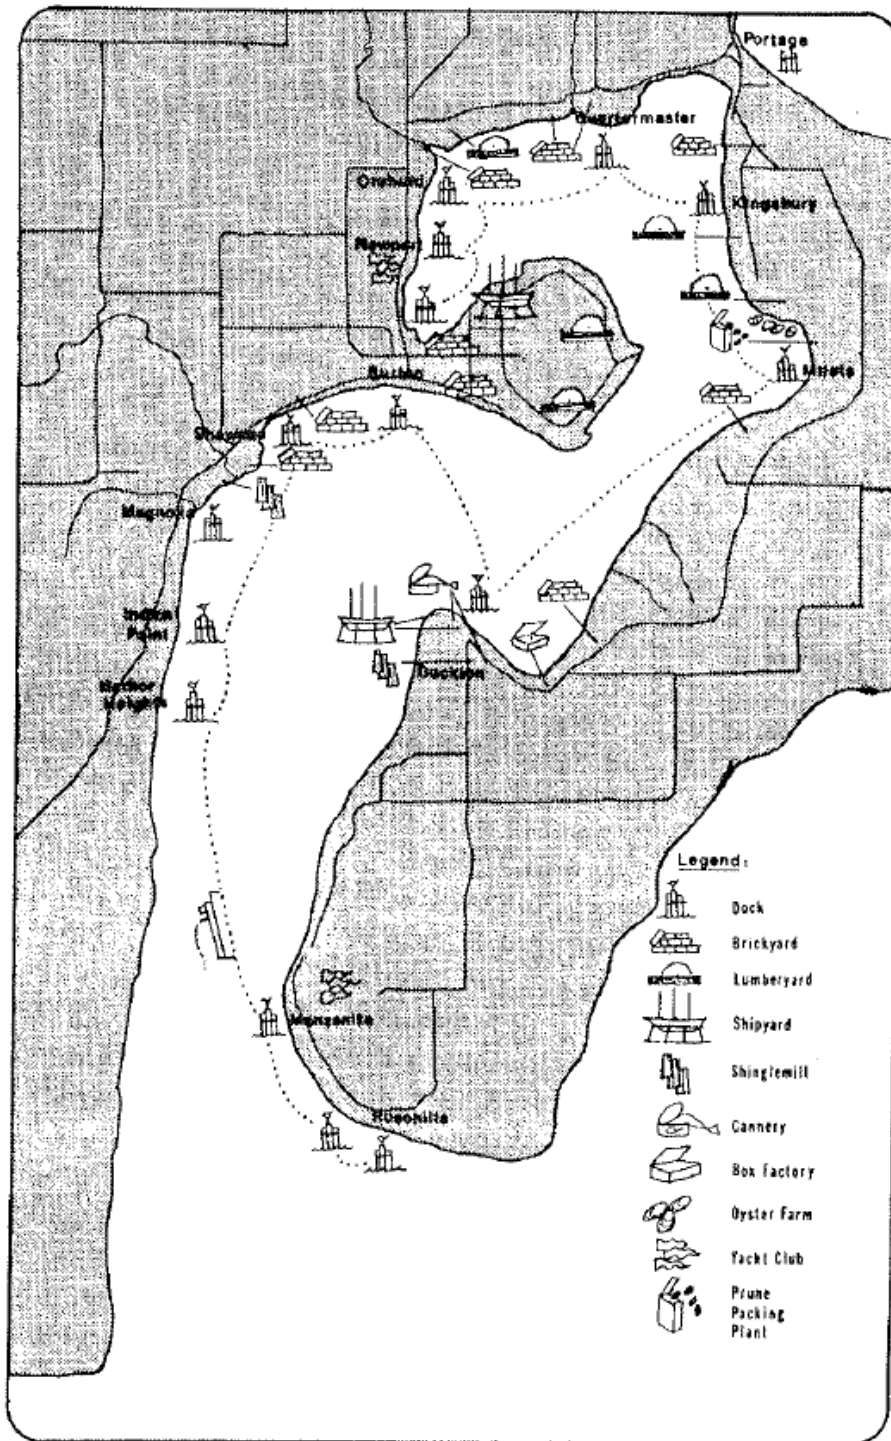 Portage
Quartermaster
Orchard
Kingsbury
Newport
Burton
Shawnee
Magnolia
Indian
Point
Harbor
Heights
Dockton
Manzanita
Rosehilla
Legend:
Dock
Brickyard
Lumberyard
Shipyard
Shinglemill
Cannery
Box Factory
Oyster Farm
Yacht Club
Prune
Packing
Plant